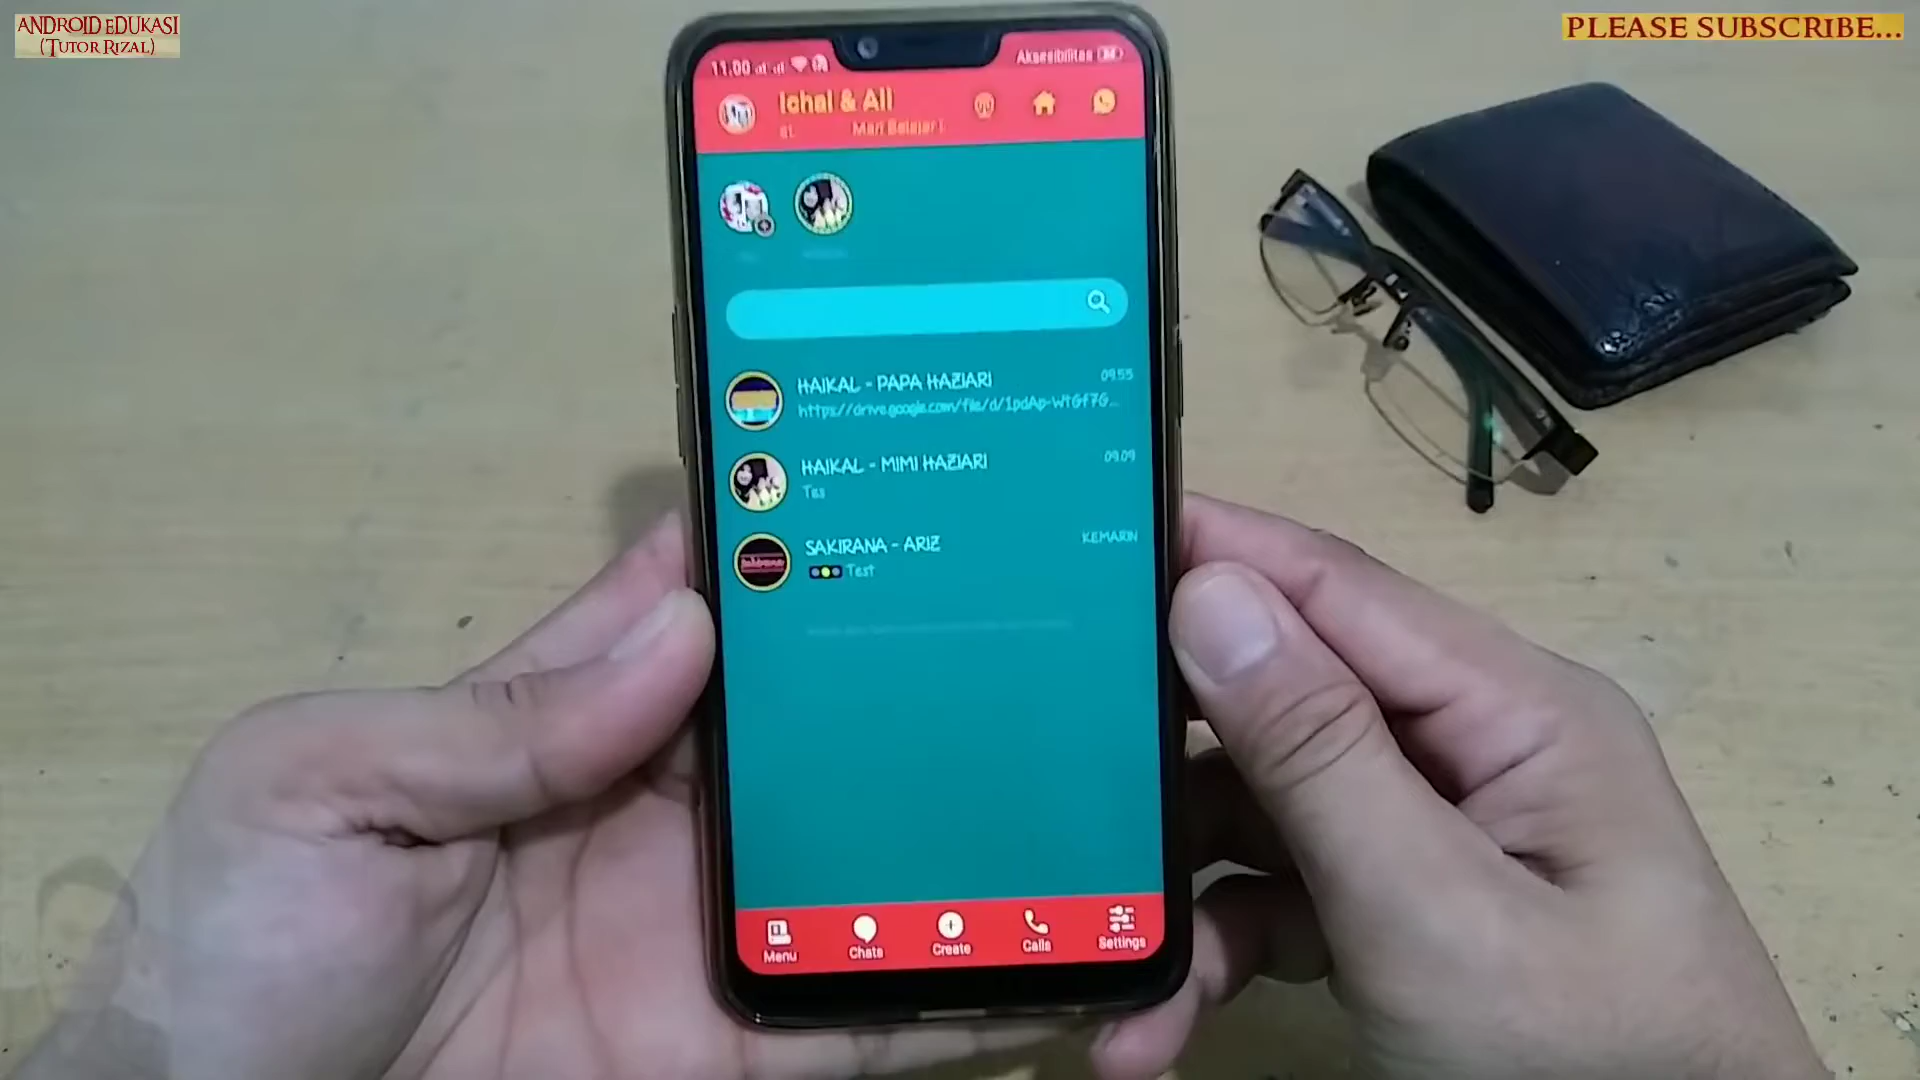 ANDROID EDUKASI
(TUTOR RIZAL)
PLEASE SUBSCRIBE...
11.00
Aksesibilitas
Ichal & Ali
Mari Belajar
HAIKAL - PAPA HAZIARI
09.55
https://drive.google.com/file/d/1pdAp-WtGf7G...
HAIKAL - MIMI HAZIARI
09.09
Tes
SAKIRANA - ARIZ
KEMARIN
Test
Menu
Chats
Create
Calls
Settings